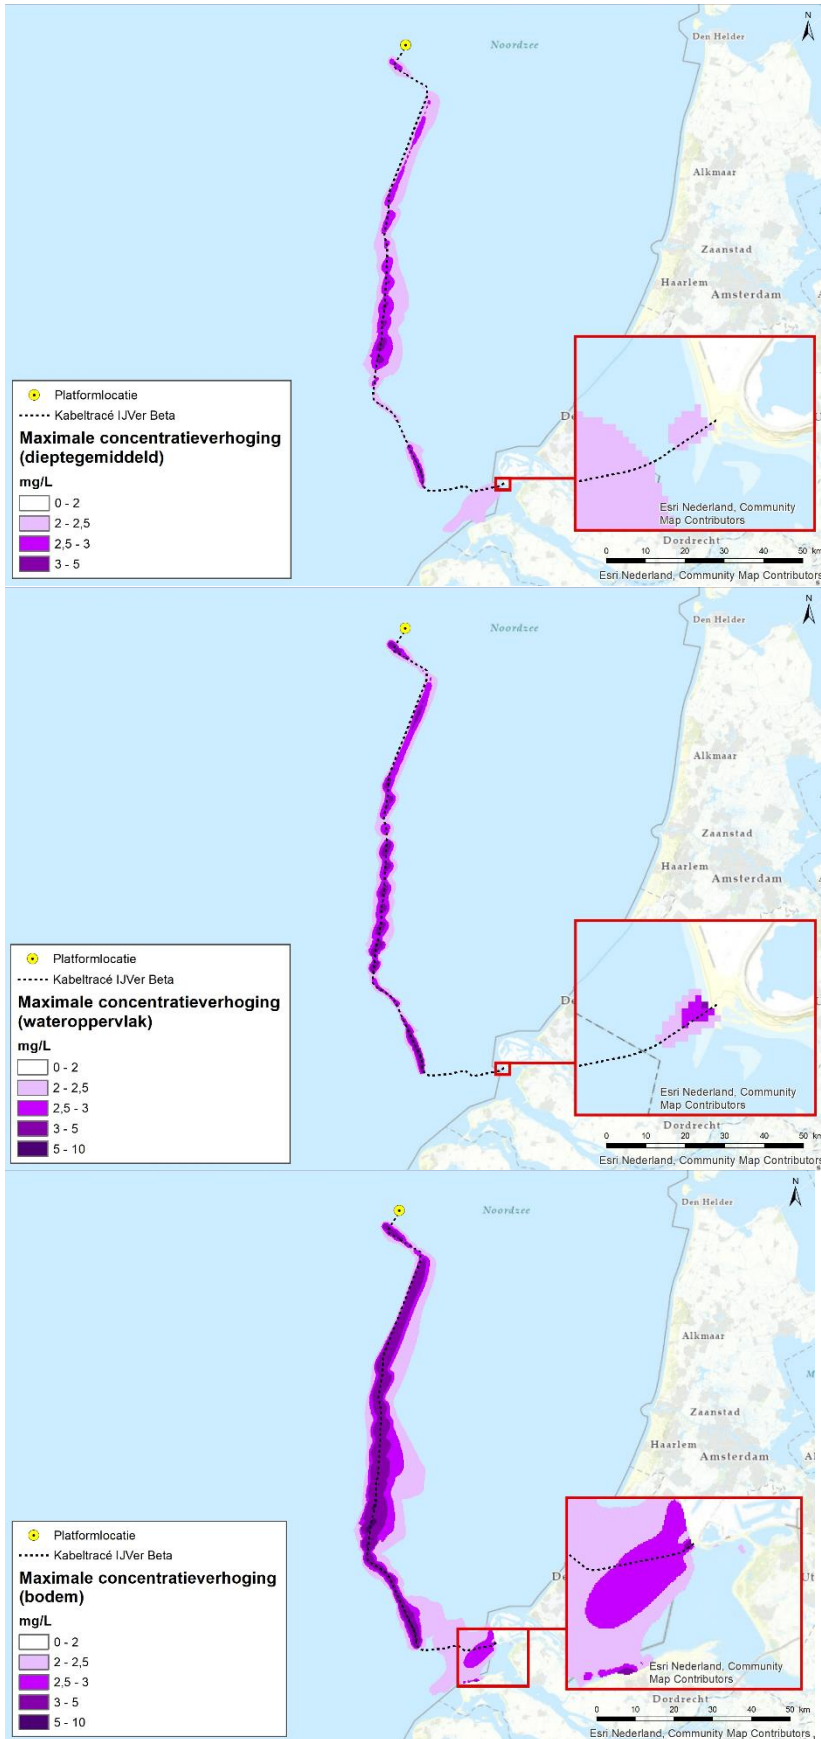 N
Noordzee
Den Helder
Alkmaar
Zaanstad
Haarlem
Amsterdam
Platformlocatie
Kabeltracé IJVer Beta
Maximale concentratieverhoging
(dieptegemiddeld)
mg/L
0 - 2
2 - 2,5
2,5 - 3
3 - 5
De
Esri Nederland, Community
Map Contributors
Dordrecht
0 10 20 30 40 50 km
Esri Nederland, Community Map Contributors
N
Noordzee
Den Helder
Alkmaar
Zaanstad
Haarlem
Amsterdam
Platformlocatie
Kabeltracé IJVer Beta
Maximale concentratieverhoging
(wateroppervlak)
mg/L
0 - 2
2 - 2,5
2,5 - 3
3 - 5
5 - 10
De
Esri Nederland, Community
Map Contributors
Dordrecht
0 10 20 30 40 50 km
Esri Nederland, Community Map Contributors
N
Noordzee
Den Helder
Alkmaar
Zaanstad
Haarlem
Amsterdam
Al
Platformlocatie
Kabeltracé IJVer Beta
Maximale concentratieverhoging
(bodem)
mg/L
0 - 2
2 - 2,5
2,5 - 3
3 - 5
5 - 10
De
Ut
Esri Nederland, Community
Map Contributors
Dordrecht
0 10 20 30 40 50 km
Esri Nederland, Community Map Contributors